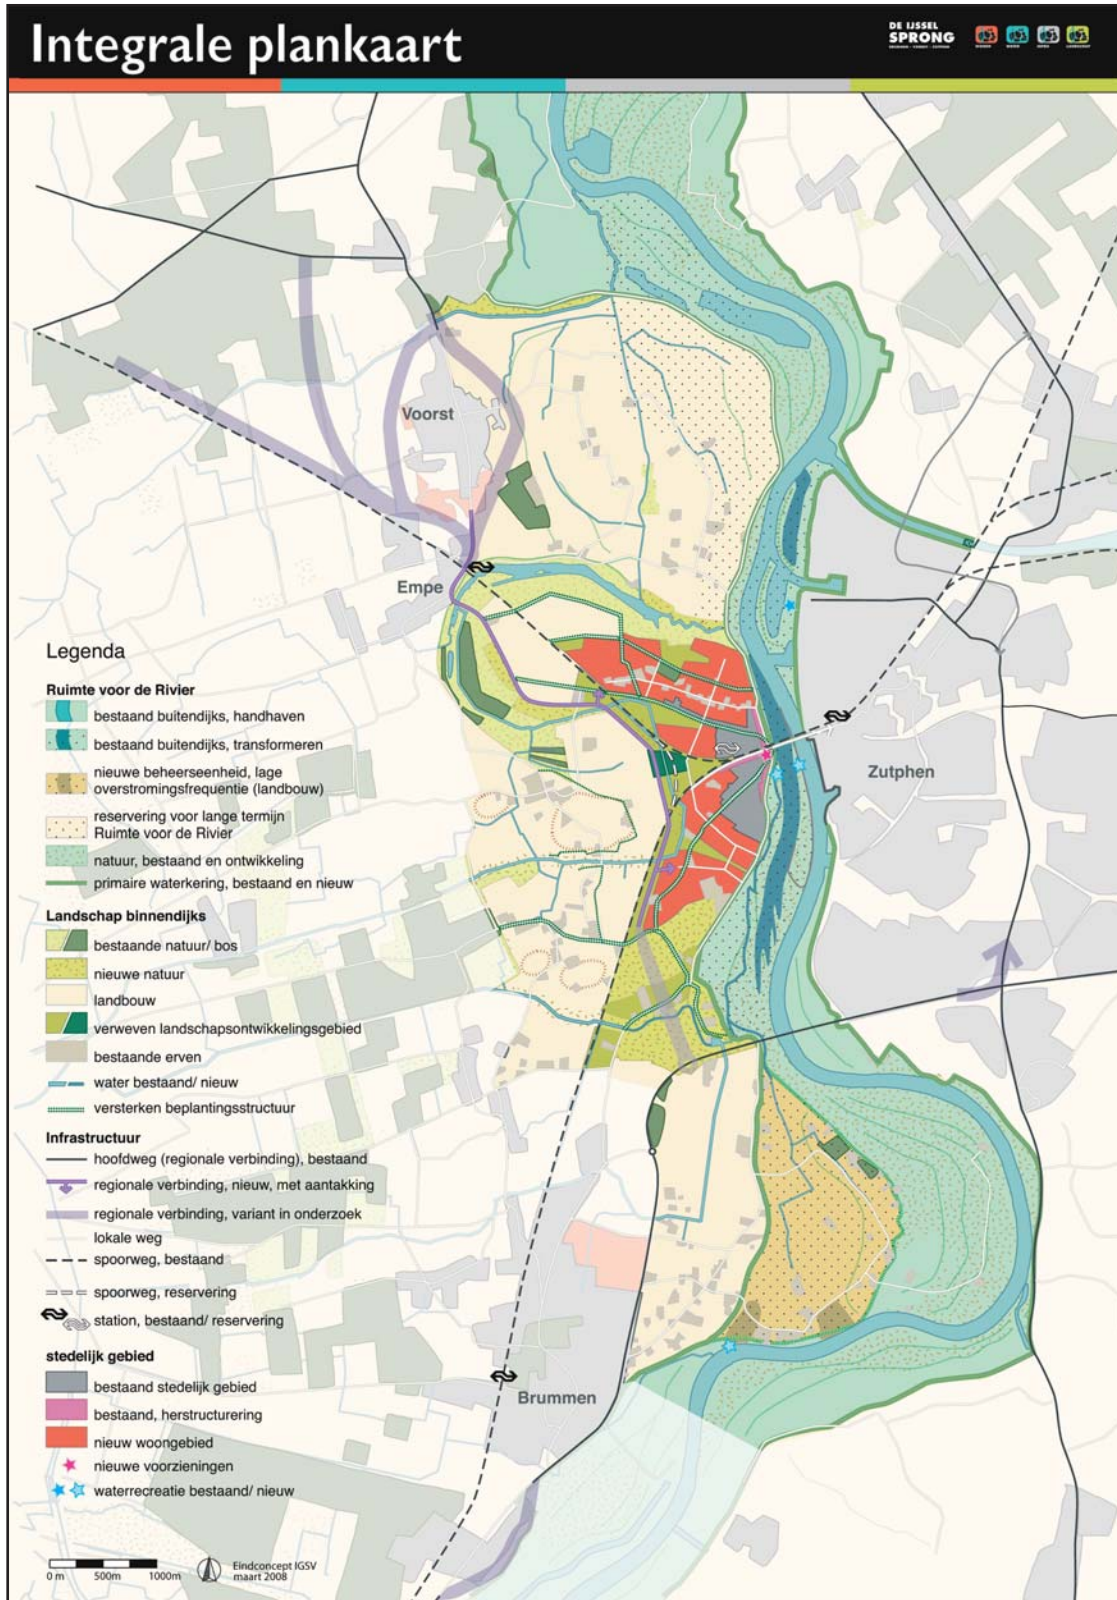 Integrale plankaart
DE IJSSEL
SPRONG
Voorst
Empe
Zutphen
Brummen
Legenda
Ruimte voor de Rivier
bestaand buitendijks, handhaven
bestaand buitendijks, transformeren
nieuwe beheerseenheid, lage
overstromingsfrequentie (landbouw)
reservering voor lange termijn
Ruimte voor de Rivier
natuur, bestaand en ontwikkeling
primaire waterkering, bestaand en nieuw
Landschap binnendijks
bestaande natuur/ bos
nieuwe natuur
landbouw
verweven landschapsontwikkelingsgebied
bestaande erven
water bestaand/ nieuw
versterken beplantingsstructuur
Infrastructuur
hoofdweg (regionale verbinding), bestaand
regionale verbinding, nieuw, met aantakking
regionale verbinding, variant in onderzoek
lokale weg
spoorweg, bestaand
spoorweg, reservering
station, bestaand/ reservering
stedelijk gebied
bestaand stedelijk gebied
bestaand, herstructurering
nieuw woongebied
nieuwe voorzieningen
waterrecreatie bestaand/ nieuw
0 m 500m 1000m
Eindconcept IGSV
maart 2008